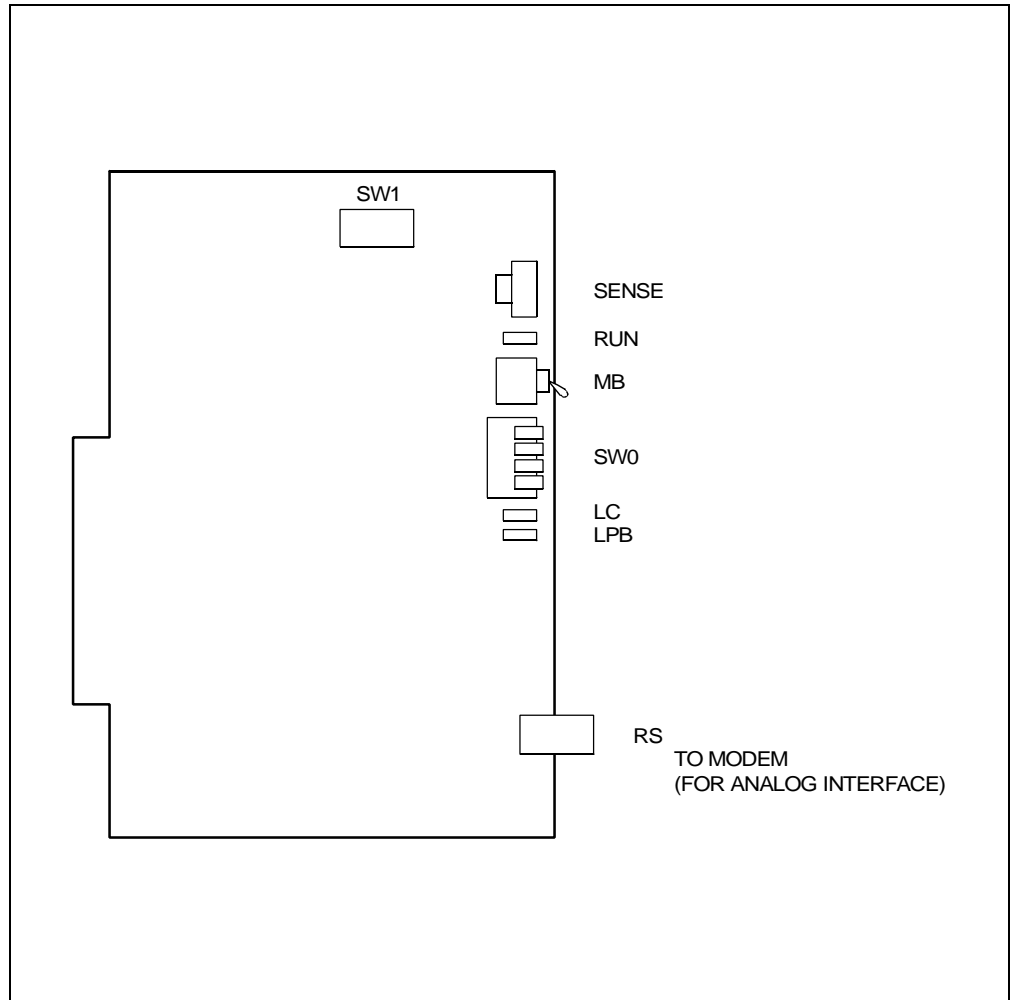 SW1
SENSE
RUN
MB
SW0
LC
LPB
RS
TO MODEM
(FOR ANALOG INTERFACE)